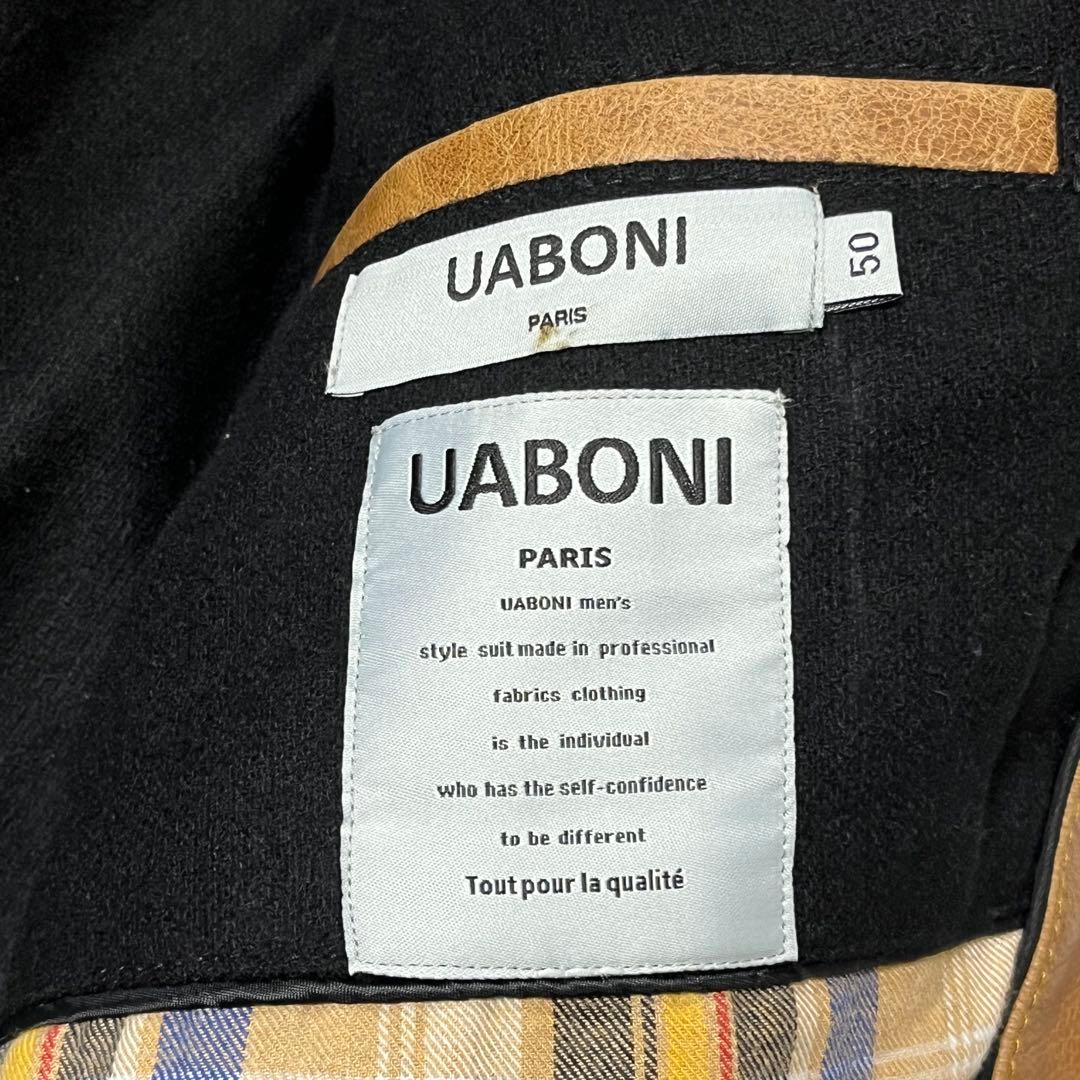 UABONI
PARIS
50
UABONI
PARIS
UABONI men's
style suit made in professional
fabrics clothing
is the individual
who has the self-confidence
to be different
Tout pour la qualité